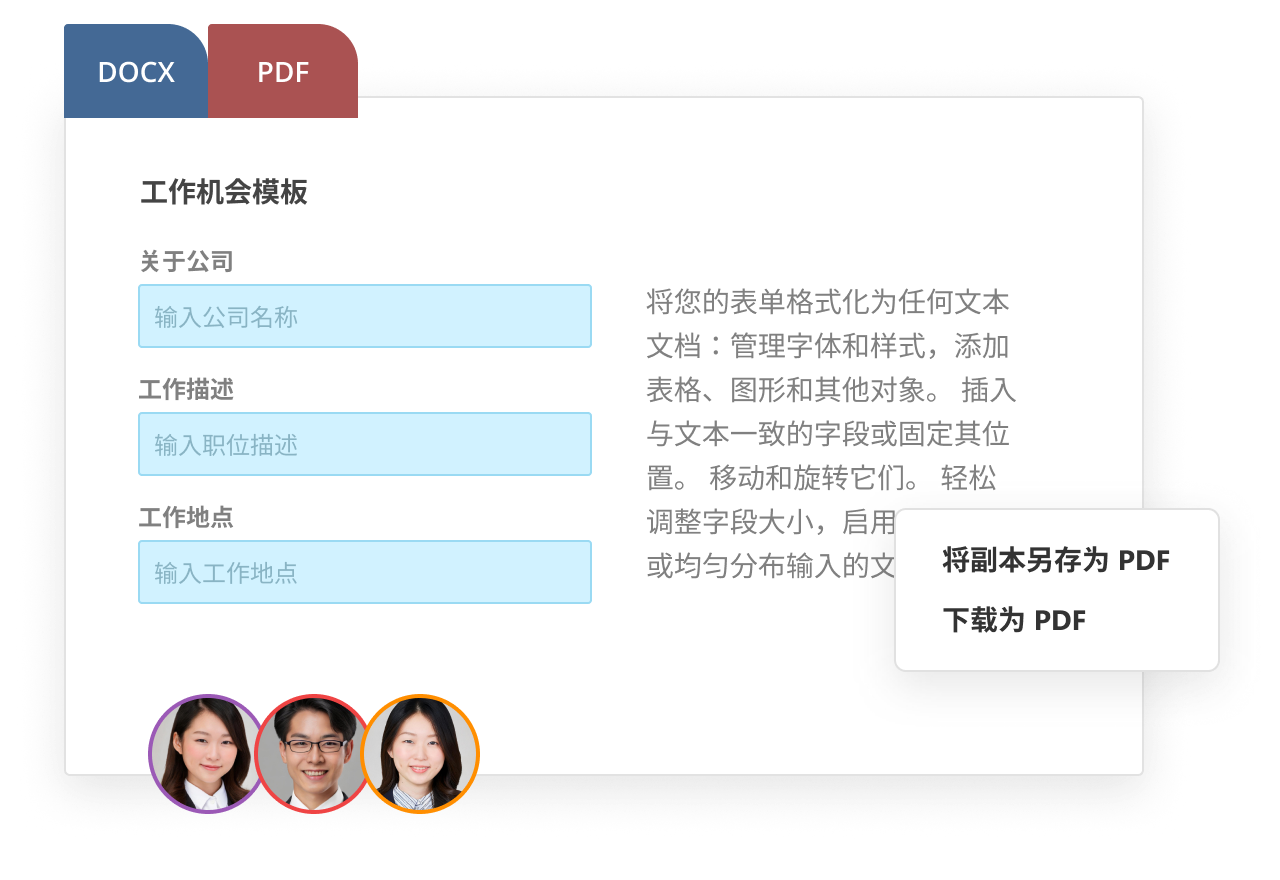 DOCX
PDF
工作机会模板
关于公司
输入公司名称
工作描述
输入职位描述
工作地点
输入工作地点
将您的表单格式化为任何文本
文档：管理字体和样式，添加
表格、图形和其他对象。 插入
与文本一致的字段或固定其位
置。 移动和旋转它们。 轻松
调整字段大小，启用
或均匀分布输入的文
将副本另存为 PDF
下载为 PDF